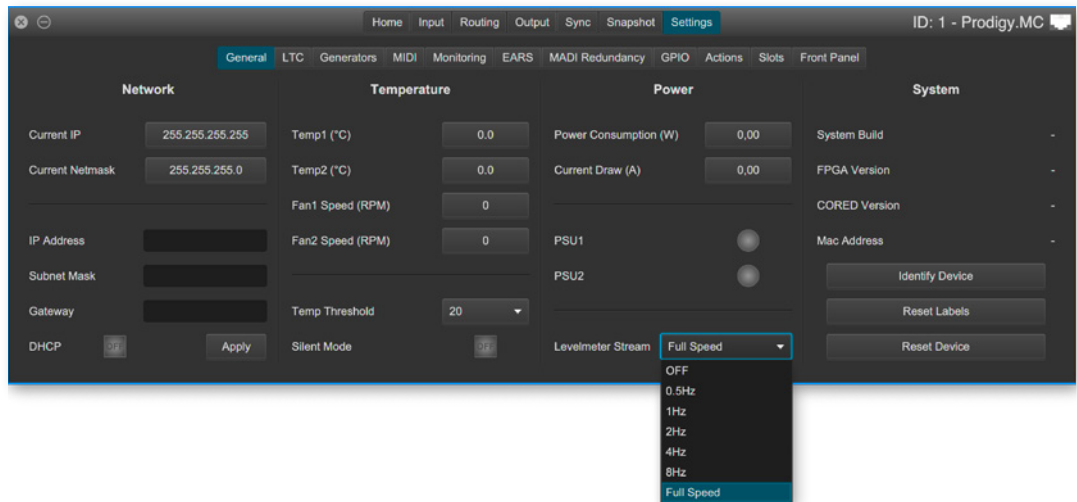 Home Input Routing Output Sync Snapshot Settings ID: 1 - Prodigy.MC
General LTC Generators MIDI Monitoring EARS MADI Redundancy GPIO Actions Slots Front Panel
Network
Current IP 255.255.255.255
Current Netmask 255.255.255.0
IP Address
Subnet Mask
Gateway
DHCP OFF Apply
Temperature
Temp1 (°C) 0.0
Temp2 (°C) 0.0
Fan1 Speed (RPM) 0
Fan2 Speed (RPM) 0
Temp Threshold 20
Silent Mode OFF
Power
Power Consumption (W) 0,00
Current Draw (A) 0,00
PSU1
PSU2
Levelmeter Stream Full Speed
OFF
0.5Hz
1Hz
2Hz
4Hz
8Hz
Full Speed
System
System Build -
FPGA Version -
CORED Version -
Mac Address -
Identify Device
Reset Labels
Reset Device